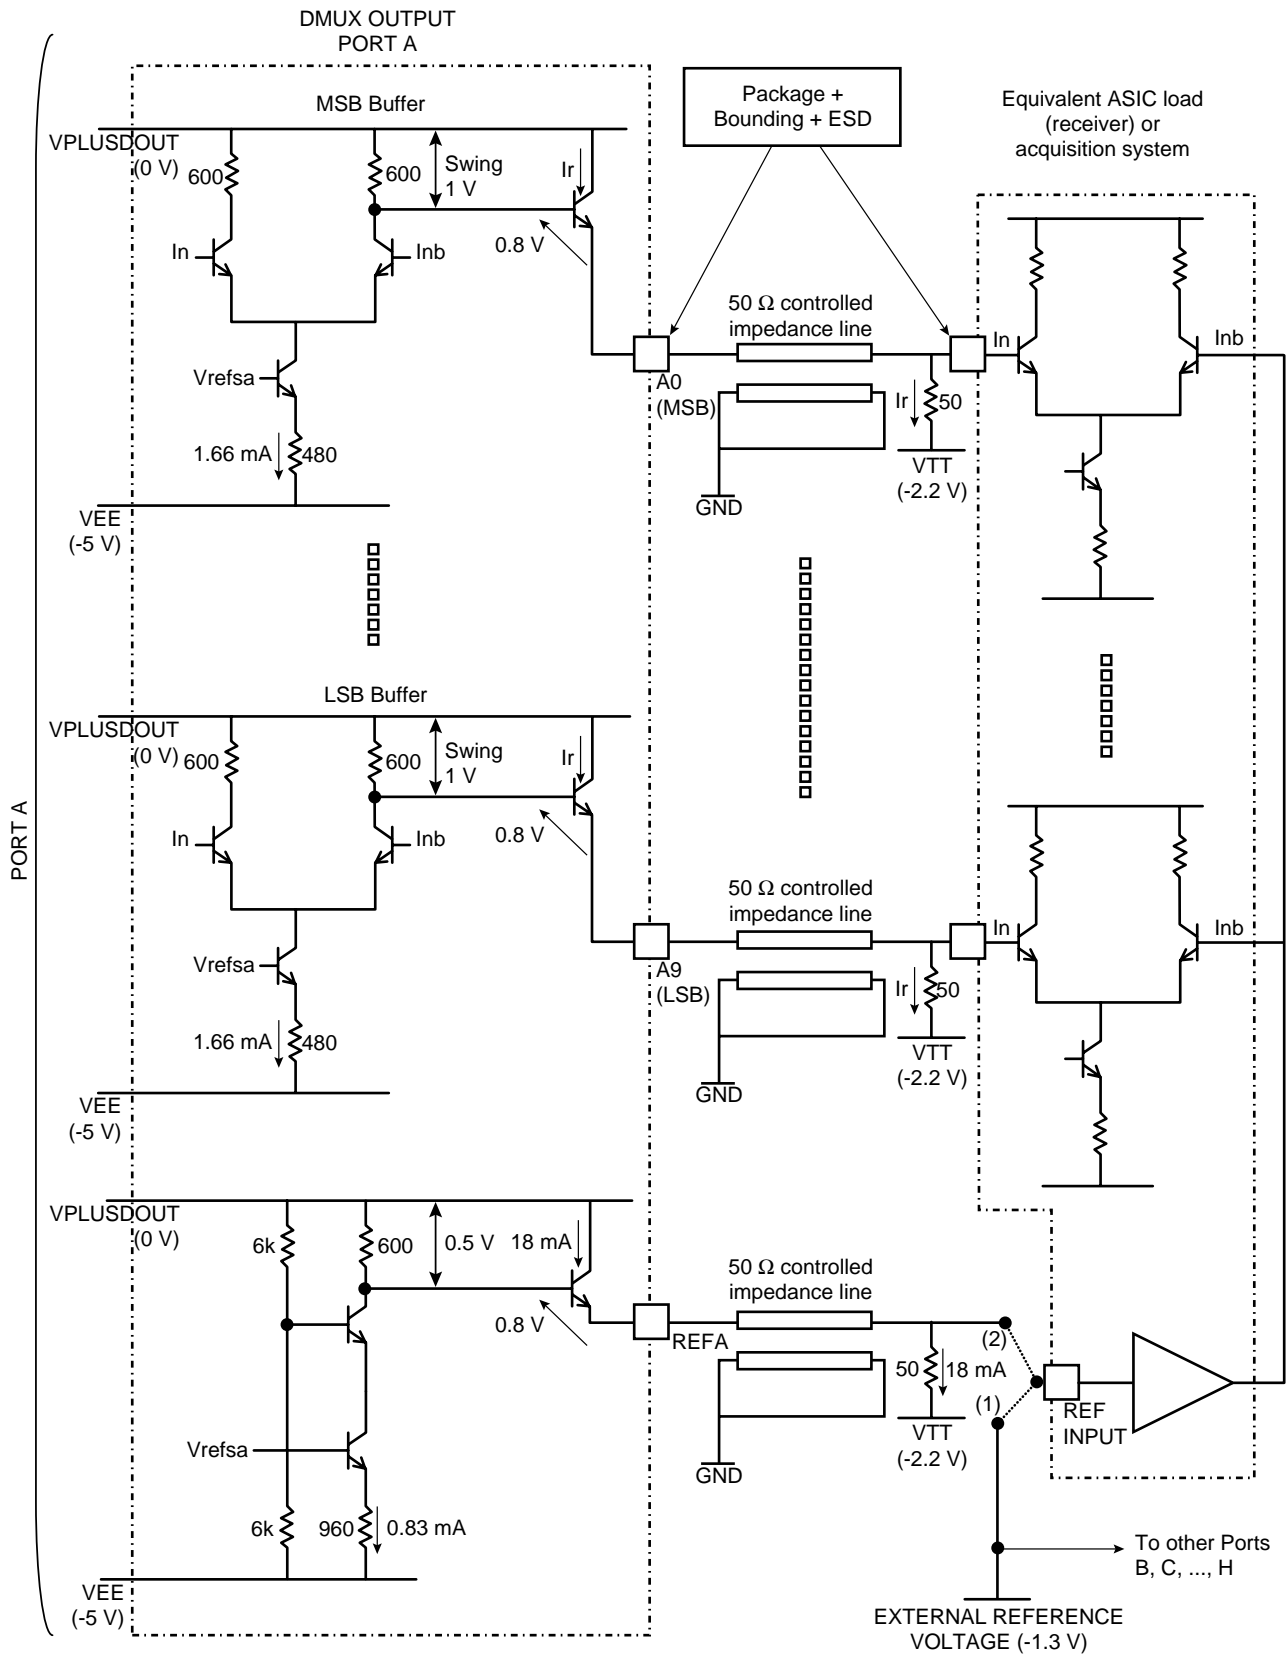 DMUX OUTPUT
PORT A
MSB Buffer
VPLUSDOUT
(0 V)
600
600
Swing
1 V
Ir
0.8 V
In
Inb
Vrefsa
1.66 mA
480
VEE
(-5 V)
Package +
Bounding + ESD
Equivalent ASIC load
(receiver) or
acquisition system
50 Ω controlled
impedance line
A0
(MSB)
Ir
50
VTT
(-2.2 V)
GND
In
Inb
PORT A
LSB Buffer
VPLUSDOUT
(0 V)
600
600
Swing
1 V
Ir
0.8 V
In
Inb
Vrefsa
1.66 mA
480
VEE
(-5 V)
50 Ω controlled
impedance line
A9
(LSB)
Ir
50
VTT
(-2.2 V)
GND
In
Inb
VPLUSDOUT
(0 V)
6k
600
0.5 V
18 mA
0.8 V
Vrefsa
6k
960
0.83 mA
VEE
(-5 V)
50 Ω controlled
impedance line
REFA
50
18 mA
VTT
(-2.2 V)
GND
(2)
(1)
REF
INPUT
To other Ports
B, C, ..., H
EXTERNAL REFERENCE
VOLTAGE (-1.3 V)